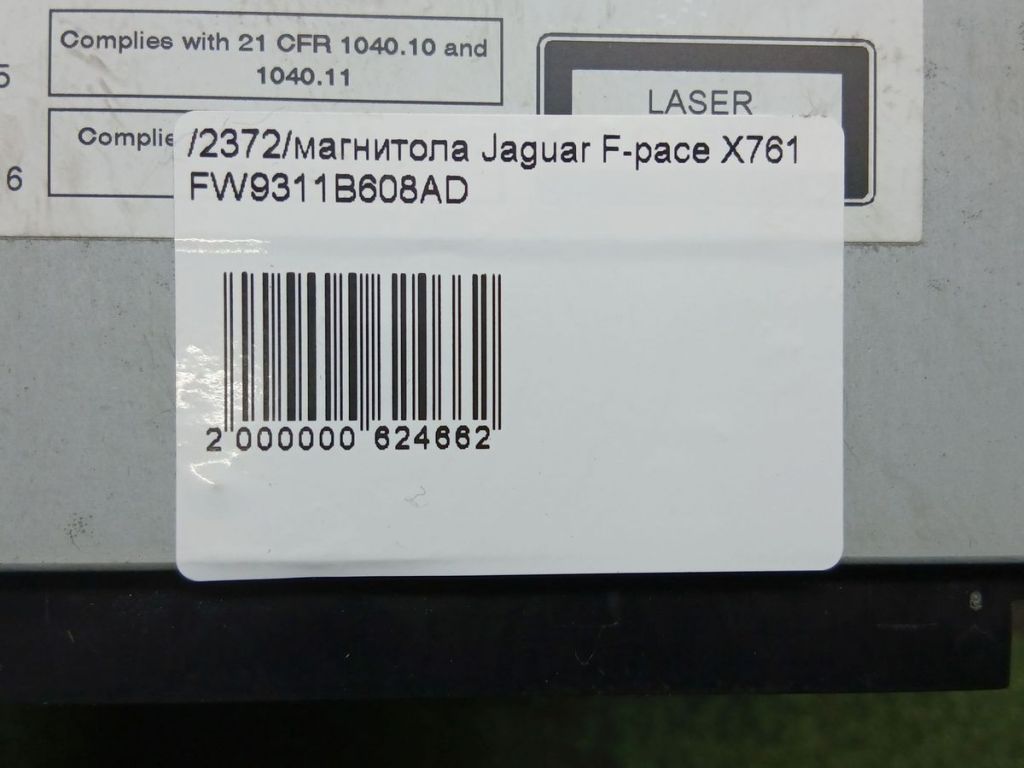 Complies with 21 CFR 1040.10 and
1040.11
5
LASER
6
/2372/магнитола Jaguar F-pace X761
FW9311B608AD
2 000000 624662